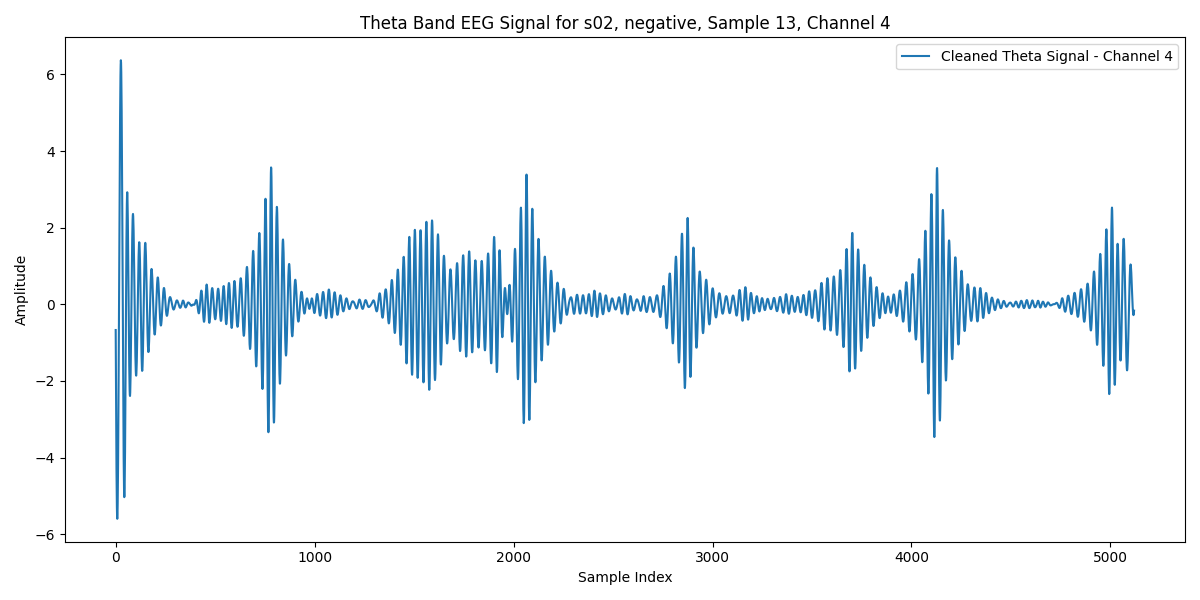 Theta Band EEG Signal for s02, negative, Sample 13, Channel 4
Cleaned Theta Signal - Channel 4
6
4
2
0
−2
−4
−6
Amplitude
0 1000 2000 3000 4000 5000
Sample Index